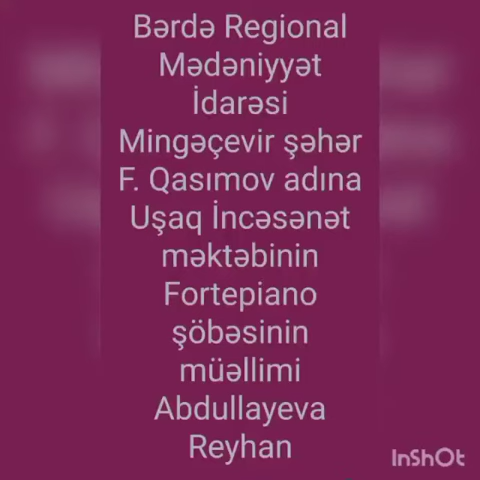 Bərdə Regional
Mədəniyyət
İdarəsi
Mingəçevir şəhər
F. Qasımov adına
Uşaq İncəsənət
məktəbinin
Fortepiano
şöbəsinin
müəllimi
Abdullayeva
Reyhan
InShOt